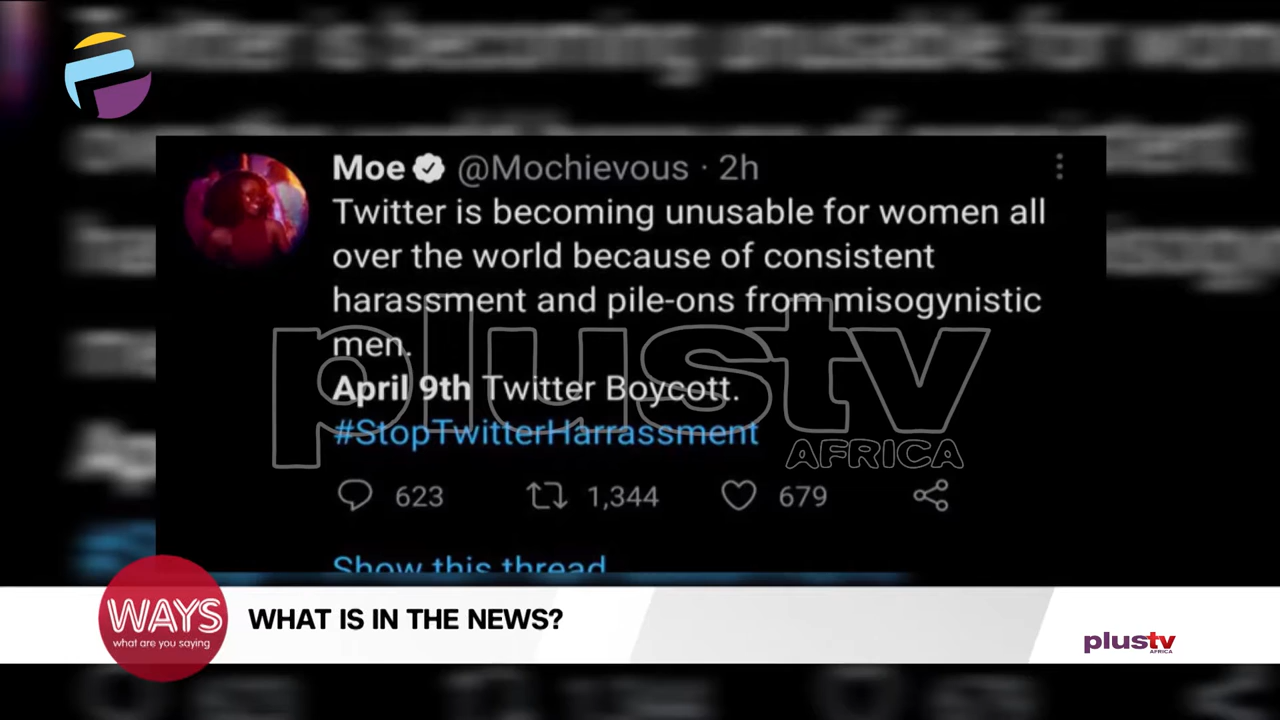 Moe @Mochievous · 2h
Twitter is becoming unusable for women all
over the world because of consistent
harassment and pile-ons from misogynistic
men.
April 9th Twitter Boycott.
#StopTwitterHarrassment
623 1,344 679
Show this thread
plustv
AFRICA
WAYS
what are you saying
WHAT IS IN THE NEWS?
plustv
AFRICA